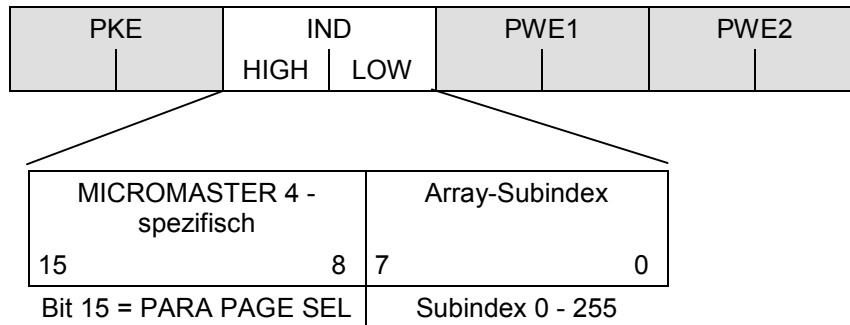 PKE IND PWE1 PWE2
HIGH LOW
MICROMASTER 4 - Array-Subindex
spezifisch
15 8 7 0
Bit 15 = PARA PAGE SEL Subindex 0 - 255